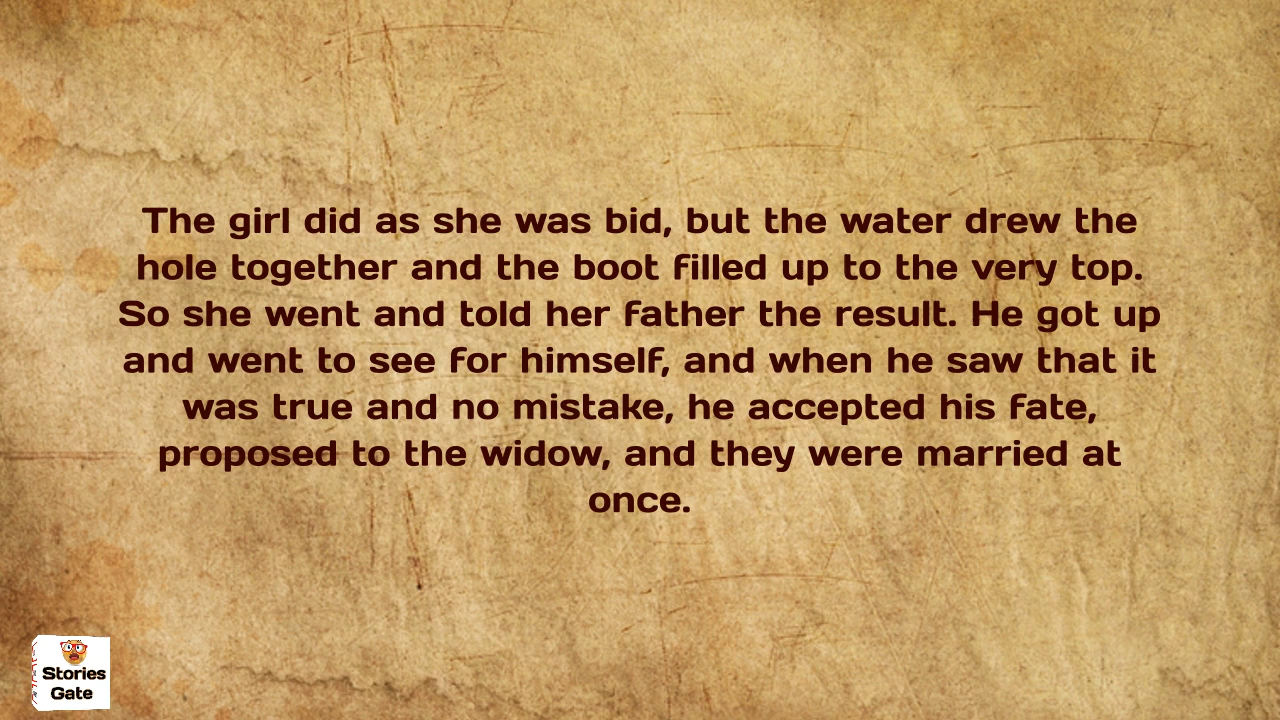 The girl did as she was bid, but the water drew the
hole together and the boot filled up to the very top.
So she went and told her father the result. He got up
and went to see for himself, and when he saw that it
was true and no mistake, he accepted his fate,
proposed to the widow, and they were married at
once.
Stories
Gate